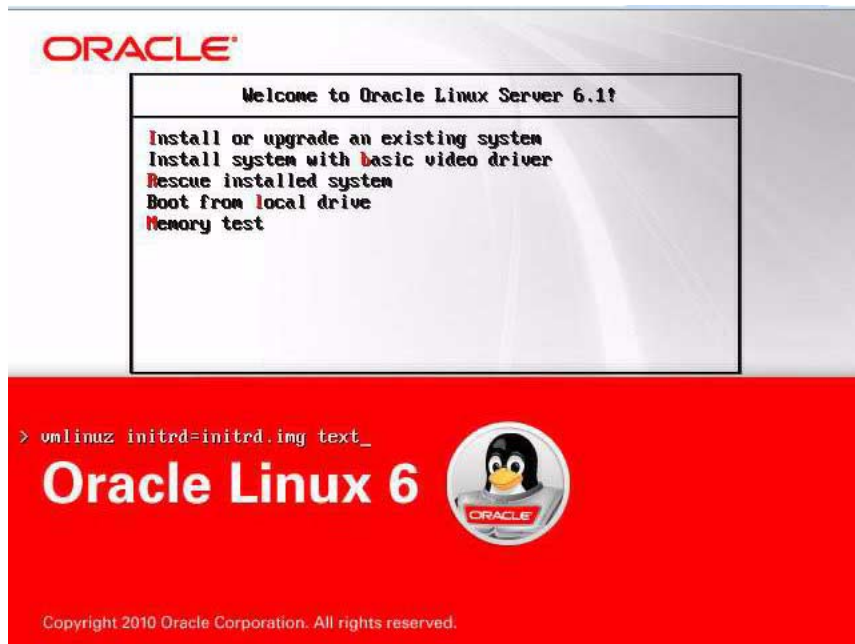 ORACLE
Welcome to Oracle Linux Server 6.1!
Install or upgrade an existing system
Install system with basic video driver
Rescue installed system
Boot from local drive
Memory test
> vmlinuz initrd=initrd.img text_
Oracle Linux 6
ORACLE
Copyright 2010 Oracle Corporation. All rights reserved.